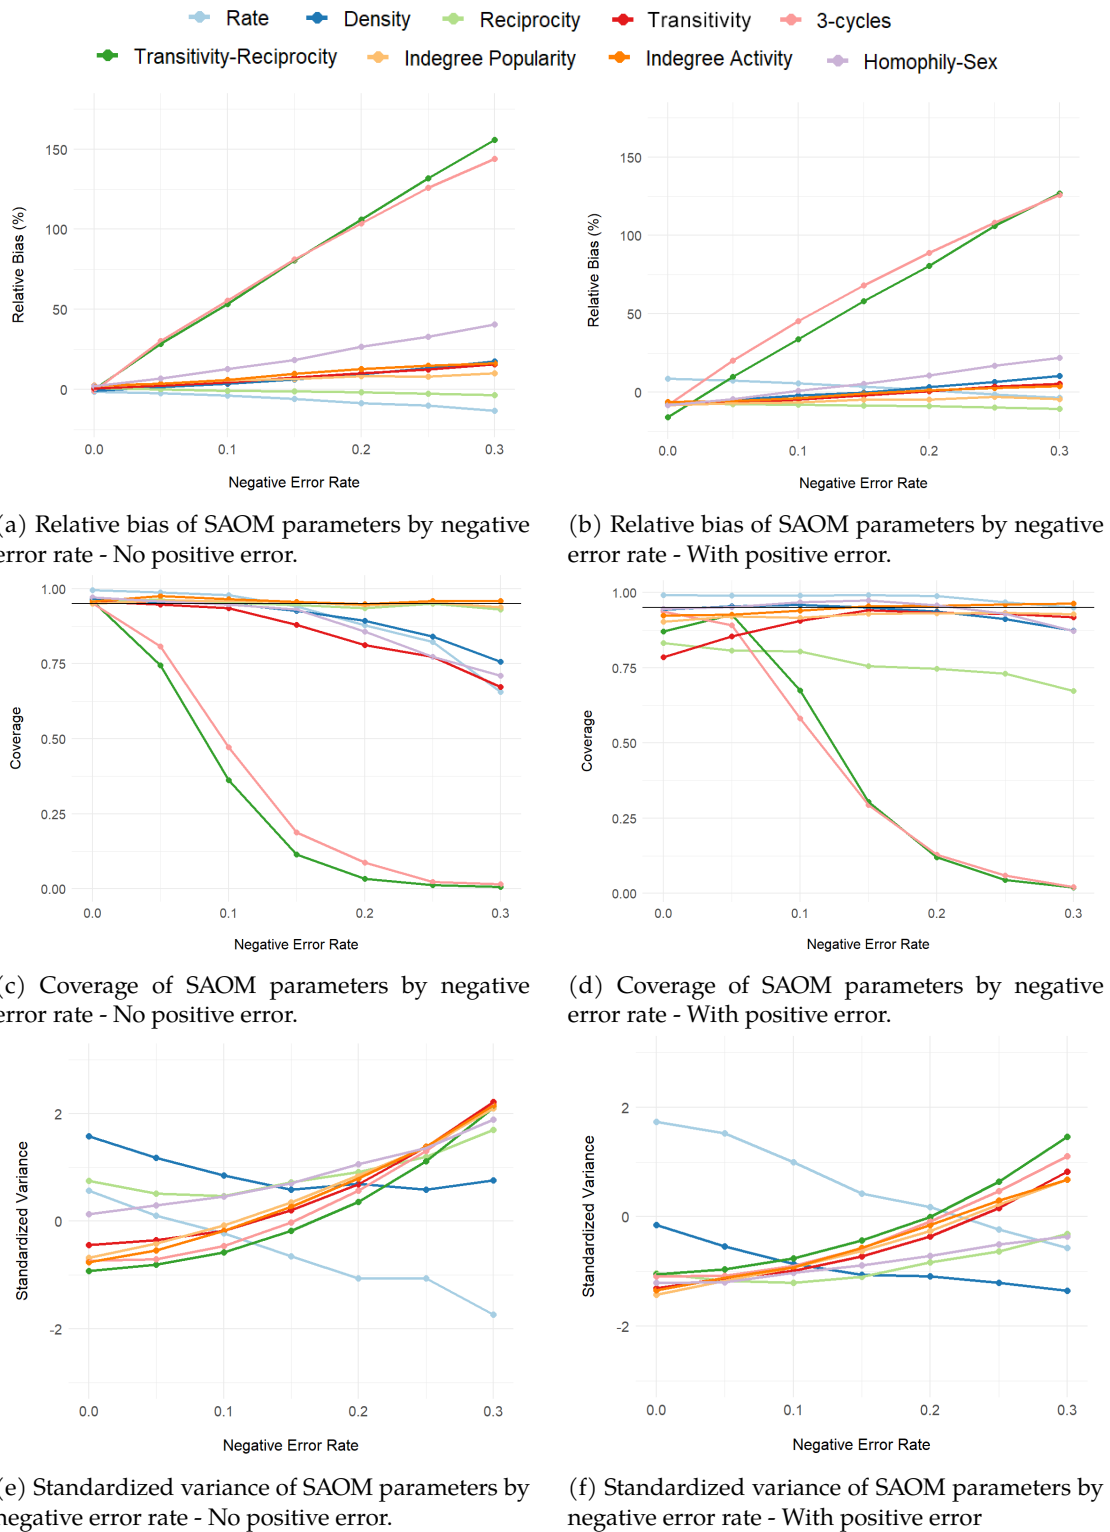 Rate Density Reciprocity Transitivity 3-cycles
Transitivity-Reciprocity Indegree Popularity Indegree Activity Homophily-Sex
Relative Bias (%)
150
100
50
0
0.0 0.1 0.2 0.3
Negative Error Rate
Relative Bias (%)
150
100
50
0
0.0 0.1 0.2 0.3
Negative Error Rate
(a) Relative bias of SAOM parameters by negative
error rate - No positive error.
(b) Relative bias of SAOM parameters by negative
error rate - With positive error.
Coverage
1.00
0.75
0.50
0.25
0.00
0.0 0.1 0.2 0.3
Negative Error Rate
Coverage
1.00
0.75
0.50
0.25
0.00
0.0 0.1 0.2 0.3
Negative Error Rate
(c) Coverage of SAOM parameters by negative
error rate - No positive error.
(d) Coverage of SAOM parameters by negative
error rate - With positive error.
Standardized Variance
2
0
-2
0.0 0.1 0.2 0.3
Negative Error Rate
Standardized Variance
2
0
-2
0.0 0.1 0.2 0.3
Negative Error Rate
(e) Standardized variance of SAOM parameters by
negative error rate - No positive error.
(f) Standardized variance of SAOM parameters by
negative error rate - With positive error